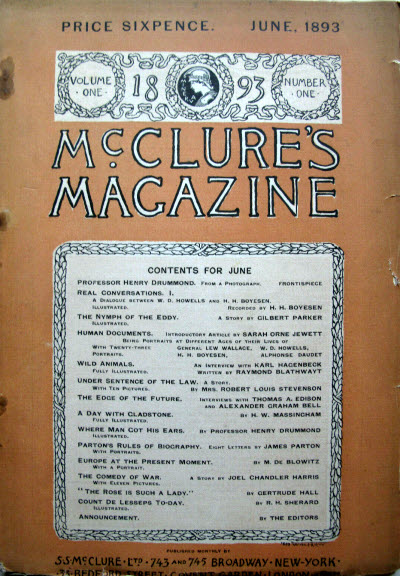 PRICE SIXPENCE. JUNE, 1893
VOLUME ONE 18 93 NUMBER ONE
McCLURE'S
MAGAZINE
CONTENTS FOR JUNE
PROFESSOR HENRY DRUMMOND. FROM A PHOTOGRAPH. FRONTISPIECE
REAL CONVERSATIONS. I.
A DIALOGUE BETWEEN W. D. HOWELLS AND H. H. BOYESEN.
ILLUSTRATED. RECORDED BY H. H. BOYESEN
THE NYMPH OF THE EDDY. A STORY BY GILBERT PARKER
ILLUSTRATED.
HUMAN DOCUMENTS. INTRODUCTORY ARTICLE BY SARAH ORNE JEWETT
BEING PORTRAITS AT DIFFERENT AGES OF THEIR LIVES OF
WITH TWENTY-THREE GENERAL LEW WALLACE, W. D. HOWELLS,
PORTRAITS. H. H. BOYESEN, ALPHONSE DAUDET
WILD ANIMALS. AN INTERVIEW WITH KARL HAGENBECK
FULLY ILLUSTRATED. WRITTEN BY RAYMOND BLATHWAYT
UNDER SENTENCE OF THE LAW. A STORY.
WITH TEN PICTURES. BY MRS. ROBERT LOUIS STEVENSON
THE EDGE OF THE FUTURE. INTERVIEWS WITH THOMAS A. EDISON
AND ALEXANDER GRAHAM BELL
A DAY WITH GLADSTONE. BY H. W. MASSINGHAM
FULLY ILLUSTRATED.
WHERE MAN GOT HIS EARS. BY PROFESSOR HENRY DRUMMOND
ILLUSTRATED.
PARTON'S RULES OF BIOGRAPHY. EIGHT LETTERS BY JAMES PARTON
WITH PORTRAITS.
EUROPE AT THE PRESENT MOMENT. BY M. DE BLOWITZ
WITH A PORTRAIT.
THE COMEDY OF WAR. A STORY BY JOEL CHANDLER HARRIS
WITH ELEVEN PICTURES.
"THE ROSE IS SUCH A LADY." BY GERTRUDE HALL
COUNT DE LESSEPS TO-DAY. BY R. H. SHERARD
ILLUSTRATED.
ANNOUNCEMENT. BY THE EDITORS
PUBLISHED MONTHLY BY
S.S. McCLURE · LTD · 743 AND 745 BROADWAY · NEW-YORK ·
BEDFORD STREET · COVENT GARDEN · LONDON